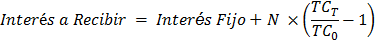 Interés a Recibir = Interés Fijo + N × (TC_T / TC_0 − 1)